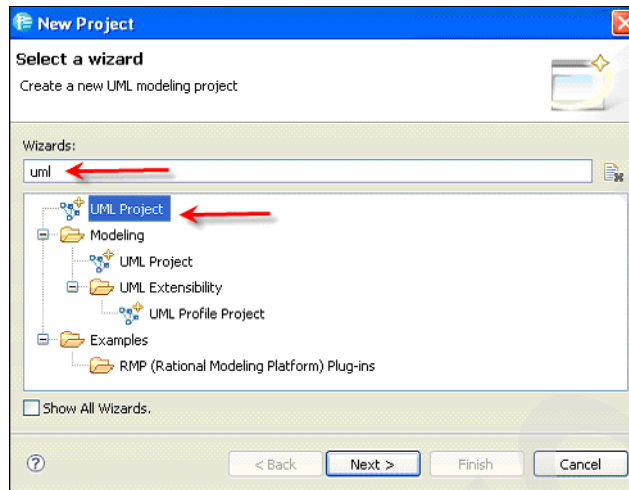 New Project
Select a wizard
Create a new UML modeling project
Wizards:
uml
UML Project
Modeling
UML Project
UML Extensibility
UML Profile Project
Examples
RMP (Rational Modeling Platform) Plug-ins
Show All Wizards.
< Back Next > Finish Cancel